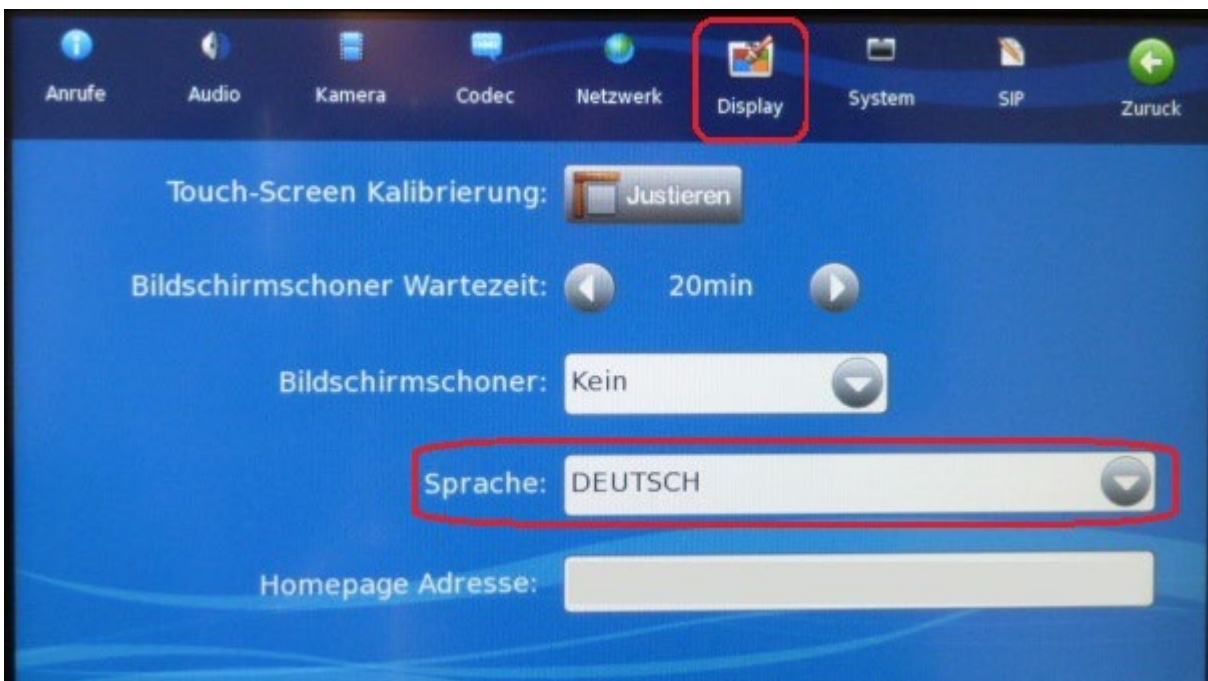 Anrufe Audio Kamera Codec Netzwerk Display System SIP Zuruck
Touch-Screen Kalibrierung: Justieren
Bildschirmschoner Wartezeit: 20min
Bildschirmschoner: Kein
Sprache: DEUTSCH
Homepage Adresse: